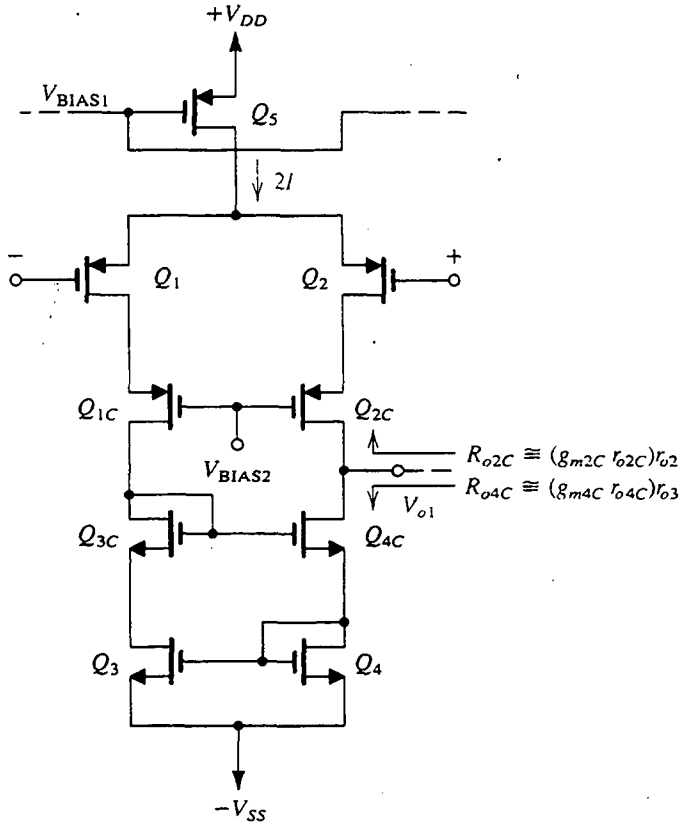 +V_DD
V_BIAS1
Q_5
2I
−
+
Q_1
Q_2
Q_1C
Q_2C
V_BIAS2
R_o2C ≅ (g_m2C r_o2C)r_o2
R_o4C ≅ (g_m4C r_o4C)r_o3
V_o1
Q_3C
Q_4C
Q_3
Q_4
−V_SS